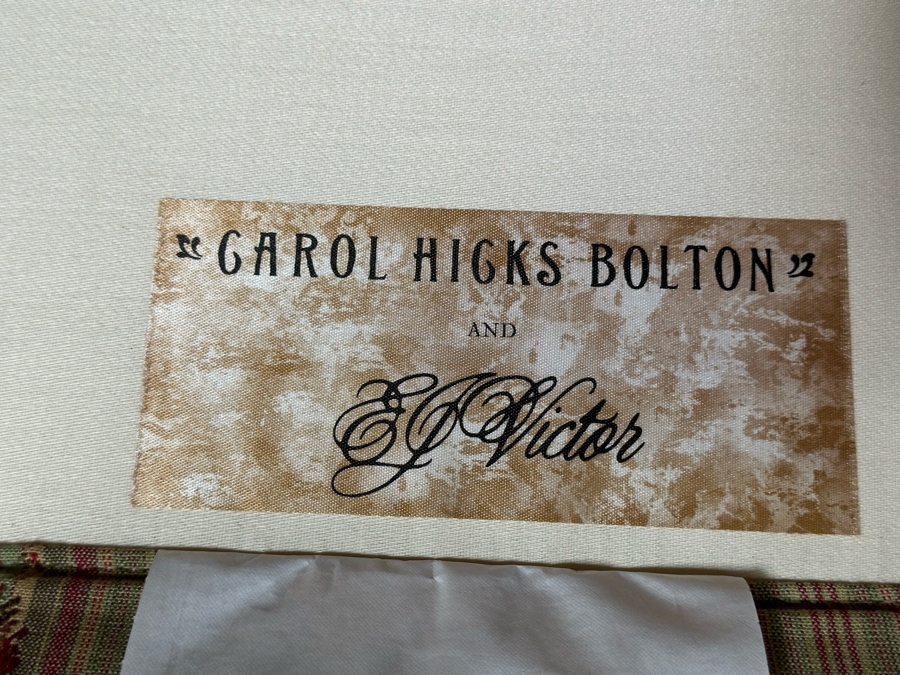 "CAROL HICKS BOLTON"
AND
EJ Victor